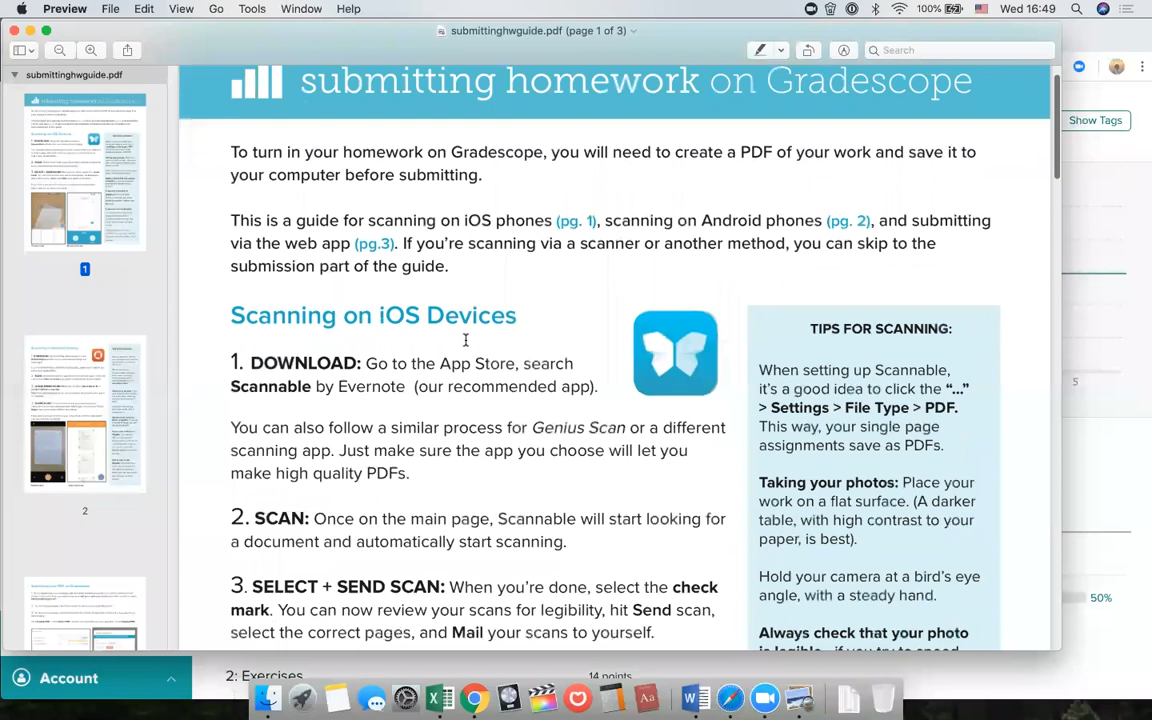 Preview File Edit View Go Tools Window Help 100% Wed 16:49
submittinghwguide.pdf (page 1 of 3)
Search
submittinghwguide.pdf
1
2
submitting homework on Gradescope
To turn in your homework on Gradescope, you will need to create a PDF of your work and save it to
your computer before submitting.
This is a guide for scanning on iOS phones (pg. 1), scanning on Android phones (pg. 2), and submitting
via the web app (pg.3). If you're scanning via a scanner or another method, you can skip to the
submission part of the guide.
Scanning on iOS Devices
1. DOWNLOAD: Go to the App Store, search
Scannable by Evernote (our recommended app).
You can also follow a similar process for Genius Scan or a different
scanning app. Just make sure the app you choose will let you
make high quality PDFs.
2. SCAN: Once on the main page, Scannable will start looking for
a document and automatically start scanning.
3. SELECT + SEND SCAN: When you're done, select the check
mark. You can now review your scans for legibility, hit Send scan,
select the correct pages, and Mail your scans to yourself.
TIPS FOR SCANNING:
When setting up Scannable,
it's a good idea to click the "..."
> Settings > File Type > PDF.
This way, your single page
assignments save as PDFs.
Taking your photos: Place your
work on a flat surface. (A darker
table, with high contrast to your
paper, is best).
Hold your camera at a bird's eye
angle, with a steady hand.
Always check that your photo
Show Tags
5
50%
Account
2: Exercises
14 points